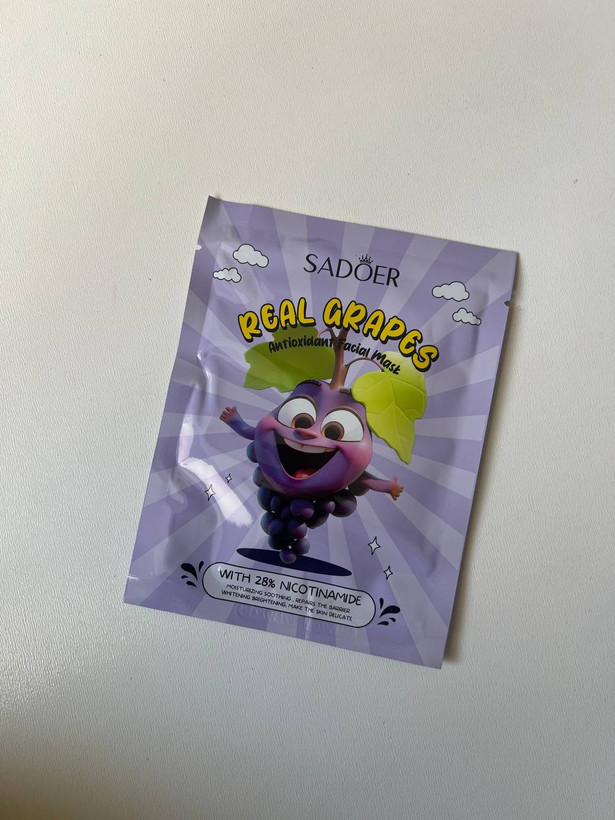 SADOER
REAL GRAPES
Antioxidant Facial Mask
WITH 28% NICOTINAMIDE
MOISTURIZING SOOTHING , REPAIRS THE BARRIER
WHITENING BRIGHTENING, MAKE THE SKIN DELICATE